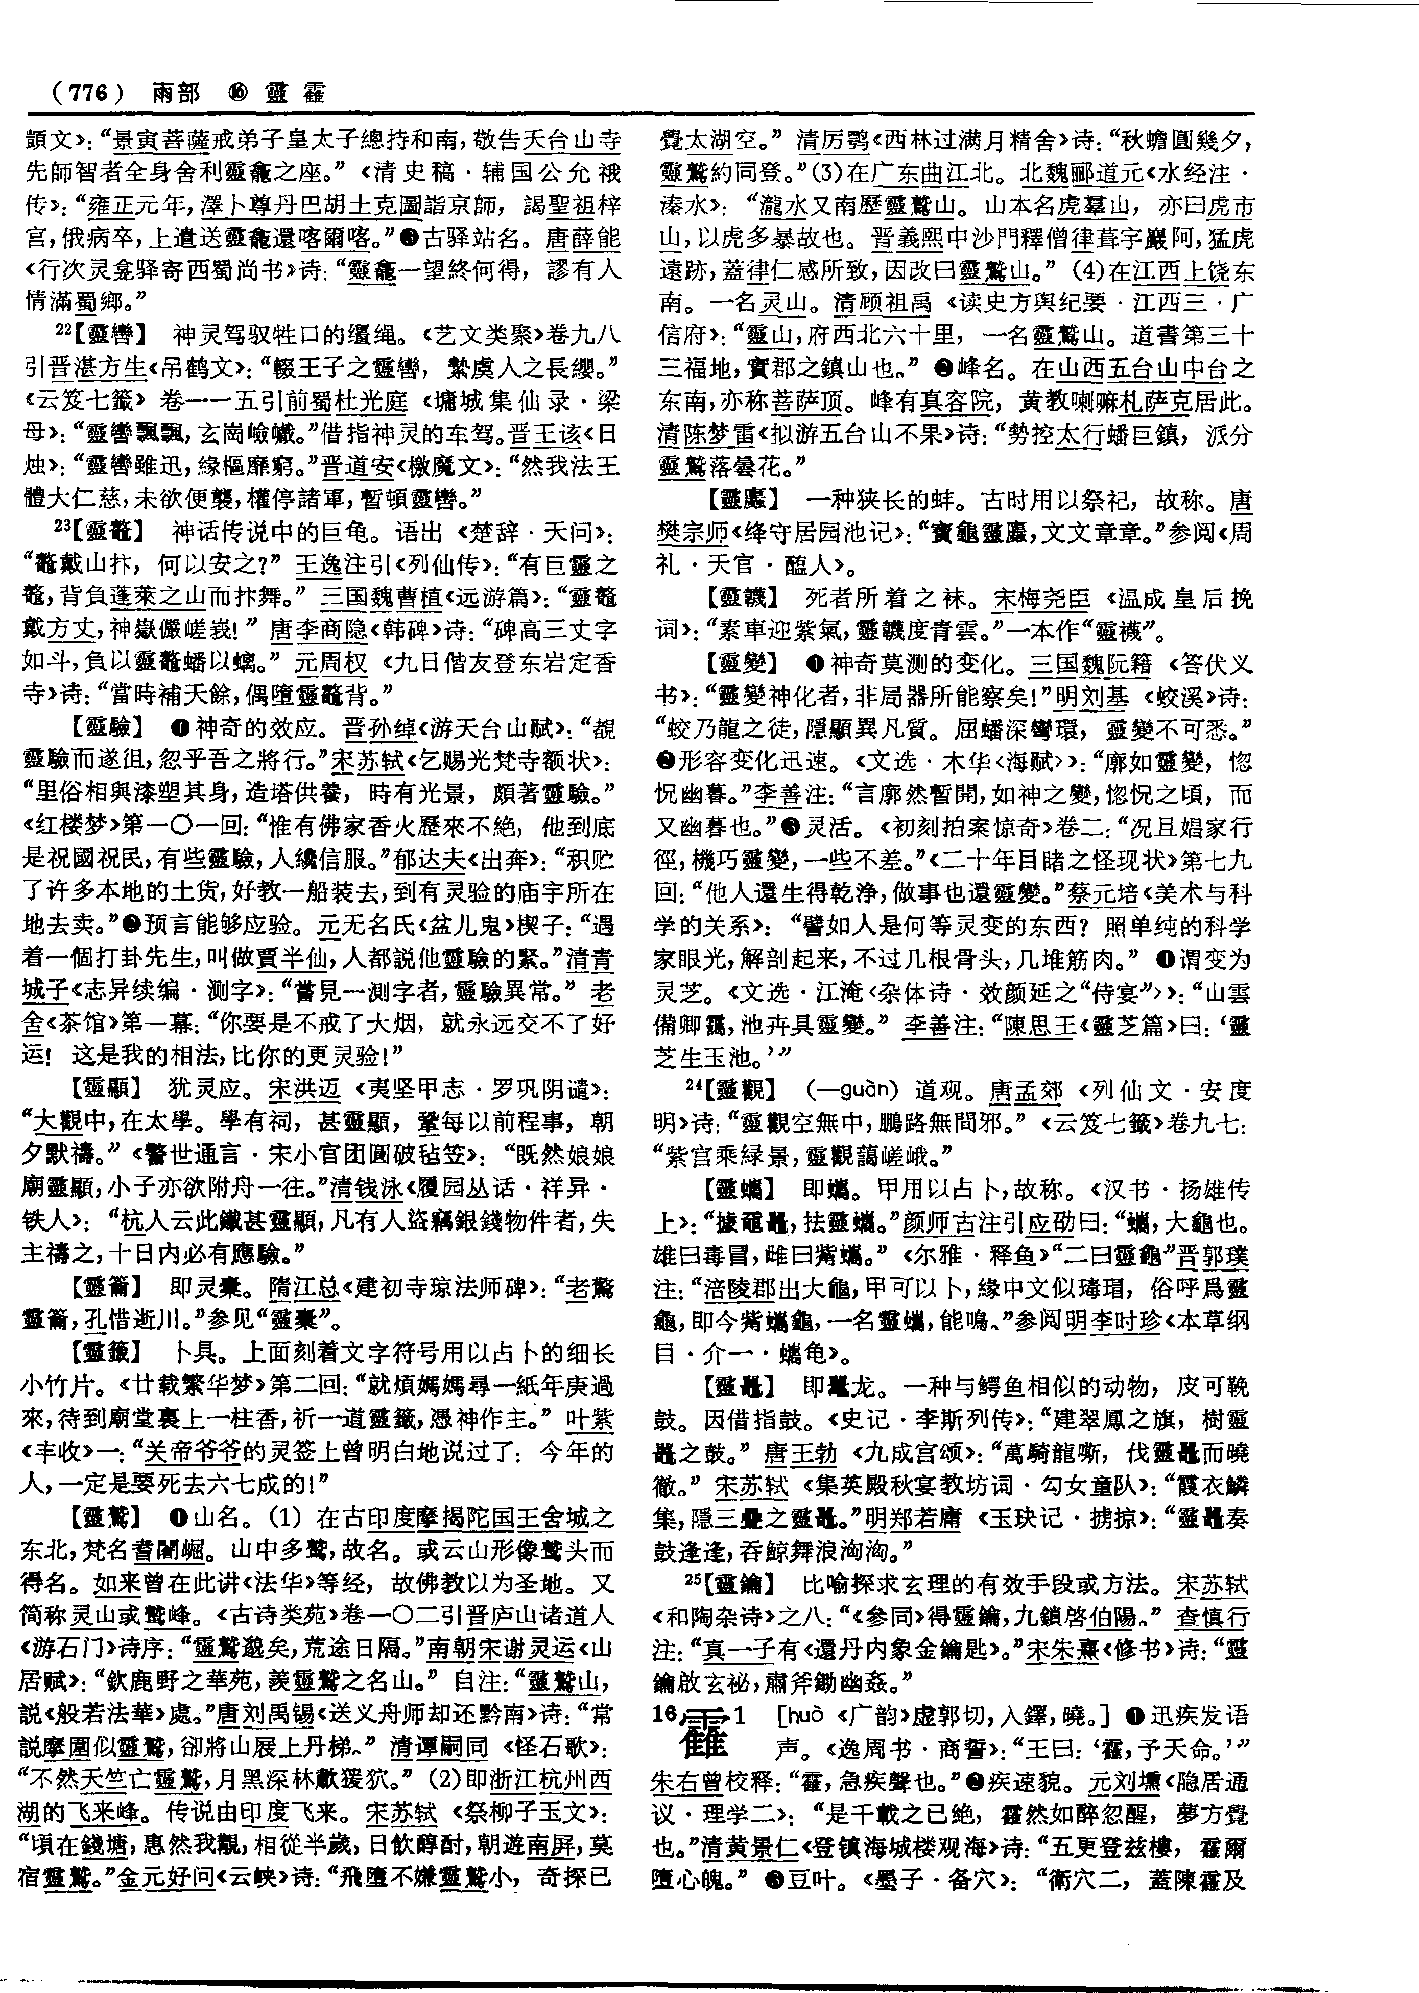 (776) 雨部 ⓰ 靈 靃
願文》：“景寅菩薩戒弟子皇太子總持和南，敬告天台山寺
先師智者全身舍利靈龕之座。”《清史稿·辅国公允䄉
传》：“雍正元年，澤卜尊丹巴胡土克圖詣京師，謁聖祖梓
宫，俄病卒，上遣送靈龕還喀爾喀。”❸古驿站名。唐薛能
《行次灵龛驿寄西蜀尚书》诗：“靈龕一望終何得，謬有人
情滿蜀鄉。”
22【靈轡】 神灵驾驭牲口的缰绳。《艺文类聚》卷九八
引晋湛方生《吊鹤文》：“輟王子之靈轡，縶虞人之長纓。”
《云笈七籤》卷一一五引前蜀杜光庭《墉城集仙录·梁
母》：“靈轡飄飄，玄崗嶮巇。”借指神灵的车驾。晋王该《日
烛》：“靈轡雖迅，緣樞靡窮。”晋道安《檄魔文》：“然我法王
體大仁慈，未欲便襲，權停諸軍，暫頓靈轡。”
23【靈鼇】 神话传说中的巨龟。语出《楚辞·天问》：
“鼇戴山抃，何以安之？”王逸注引《列仙传》：“有巨靈之
鼇，背負蓬萊之山而抃舞。”三国魏曹植《远游篇》：“靈鼇
戴方丈，神嶽儼嵯峩！”唐李商隐《韩碑》诗：“碑高三丈字
如斗，負以靈鼇蟠以螭。”元周权《九日偕友登东岩定香
寺》诗：“當時補天餘，偶墮靈鼇背。”
【靈驗】 ❶神奇的效应。晋孙绰《游天台山赋》：“覩
靈驗而遂徂，忽乎吾之將行。”宋苏轼《乞赐光梵寺额状》：
“里俗相與漆塑其身，造塔供養，時有光景，頗著靈驗。”
《红楼梦》第一〇一回：“惟有佛家香火歷來不絶，他到底
是祝國祝民，有些靈驗，人纔信服。”郁达夫《出奔》：“积贮
了许多本地的土货，好教一船装去，到有灵验的庙宇所在
地去卖。”❷预言能够应验。元无名氏《盆儿鬼》楔子：“遇
着一個打卦先生，叫做賈半仙，人都説他靈驗的緊。”清青
城子《志异续编·测字》：“嘗見一測字者，靈驗異常。”老
舍《茶馆》第一幕：“你要是不戒了大烟，就永远交不了好
运！这是我的相法，比你的更灵验！”
【靈顯】 犹灵应。宋洪迈《夷坚甲志·罗巩阴谴》：
“大觀中，在太學。學有祠，甚靈顯，鞏每以前程事，朝
夕默禱。”《警世通言·宋小官团圆破毡笠》：“既然娘娘
廟靈顯，小子亦欲附舟一往。”清钱泳《履园丛话·祥异·
铁人》：“杭人云此鐵甚靈顯，凡有人盜竊銀錢物件者，失
主禱之，十日内必有應驗。”
【靈籥】 即灵橐。隋江总《建初寺琼法师碑》：“老驚
靈籥，孔惜逝川。”参见“靈橐”。
【靈籤】 卜具。上面刻着文字符号用以占卜的细长
小竹片。《廿载繁华梦》第二回：“就煩媽媽尋一紙年庚過
來，待到廟堂裏上一柱香，祈一道靈籤，憑神作主。”叶紫
《丰收》一：“关帝爷爷的灵签上曾明白地说过了：今年的
人，一定是要死去六七成的！”
【靈鷲】 ❶山名。（1）在古印度摩揭陀国王舍城之
东北，梵名耆闍崛。山中多鹫，故名。或云山形像鹫头而
得名。如来曾在此讲《法华》等经，故佛教以为圣地。又
简称灵山或鹫峰。《古诗类苑》卷一〇二引晋庐山诸道人
《游石门》诗序：“靈鷲邈矣，荒途日隔。”南朝宋谢灵运《山
居赋》：“欽鹿野之華苑，羨靈鷲之名山。”自注：“靈鷲山，
説《般若法華》處。”唐刘禹锡《送义舟师却还黔南》诗：“常
説摩圍似靈鷲，卻將山屐上丹梯。”清谭嗣同《怪石歌》：
“不然天竺亡靈鷲，月黑深林歗猨狖。”（2）即浙江杭州西
湖的飞来峰。传说由印度飞来。宋苏轼《祭柳子玉文》：
“頃在錢塘，惠然我覯，相從半歲，日飲醇酎，朝遊南屏，莫
宿靈鷲。”金元好问《云峡》诗：“飛墮不嫌靈鷲小，奇探已
覺太湖空。”清厉鹗《西林过满月精舍》诗：“秋蟾圓幾夕，
靈鷲約同登。”（3）在广东曲江北。北魏郦道元《水经注·
溱水》：“瀧水又南歷靈鷲山。山本名虎羣山，亦曰虎市
山，以虎多暴故也。晋義熙中沙門釋僧律葺宇巖阿，猛虎
遠跡，蓋律仁感所致，因改曰靈鷲山。”（4）在江西上饶东
南。一名灵山。清顾祖禹《读史方舆纪要·江西三·广
信府》：“靈山，府西北六十里，一名靈鷲山。道書第三十
三福地，實郡之鎮山也。”❷峰名。在山西五台山中台之
东南，亦称菩萨顶。峰有真容院，黄教喇嘛札萨克居此。
清陈梦雷《拟游五台山不果》诗：“勢控太行蟠巨鎮，派分
靈鷲落曇花。”
【靈蠯】 一种狭长的蚌。古时用以祭祀，故称。唐
樊宗师《绛守居园池记》：“寶龜靈蠯，文文章章。”参阅《周
礼·天官·醢人》。
【靈韈】 死者所着之袜。宋梅尧臣《温成皇后挽
词》：“素車迎紫氣，靈韈度青雲。”一本作“靈襪”。
【靈變】 ❶神奇莫测的变化。三国魏阮籍《答伏义
书》：“靈變神化者，非局器所能察矣！”明刘基《蛟溪》诗：
“蛟乃龍之徒，隱顯異凡質。屈蟠深彎環，靈變不可悉。”
❷形容变化迅速。《文选·木华〈海赋〉》：“廓如靈變，惚
怳幽暮。”李善注：“言廓然暫開，如神之變，惚怳之頃，而
又幽暮也。”❸灵活。《初刻拍案惊奇》卷二：“况且娼家行
徑，機巧靈變，一些不差。”《二十年目睹之怪现状》第七九
回：“他人還生得乾净，做事也還靈變。”蔡元培《美术与科
学的关系》：“譬如人是何等灵变的东西？照单纯的科学
家眼光，解剖起来，不过几根骨头，几堆筋肉。”❹谓变为
灵芝。《文选·江淹〈杂体诗·效颜延之“侍宴”〉》：“山雲
備卿靄，池卉具靈變。”李善注：“陳思王《靈芝篇》曰：‘靈
芝生玉池。’”
24【靈觀】 （—guàn）道观。唐孟郊《列仙文·安度
明》诗：“靈觀空無中，鵬路無間邪。”《云笈七籤》卷九七：
“紫宫乘緑景，靈觀藹嵯峨。”
【靈蠵】 即蠵。甲用以占卜，故称。《汉书·扬雄传
上》：“據黿鼉，抾靈蠵。”颜师古注引应劭曰：“蠵，大龜也。
雄曰毒冒，雌曰觜蠵。”《尔雅·释鱼》“二曰靈龜”晋郭璞
注：“涪陵郡出大龜，甲可以卜，緣中文似瑇瑁，俗呼爲靈
龜，即今觜蠵龜，一名靈蠵，能鳴。”参阅明李时珍《本草纲
目·介一·蠵龟》。
【靈鼉】 即鼍龙。一种与鳄鱼相似的动物，皮可鞔
鼓。因借指鼓。《史记·李斯列传》：“建翠鳳之旗，樹靈
鼉之鼓。”唐王勃《九成宫颂》：“萬騎龍嘶，伐靈鼉而曉
徹。”宋苏轼《集英殿秋宴教坊词·勾女童队》：“霞衣鱗
集，隱三疊之靈鼉。”明郑若庸《玉玦记·掳掠》：“靈鼉奏
鼓逢逢，吞鯨舞浪洶洶。”
25【靈鑰】 比喻探求玄理的有效手段或方法。宋苏轼
《和陶杂诗》之八：“《參同》得靈鑰，九鎖啓伯陽。”查慎行
注：“真一子有《還丹内象金鑰匙》。”宋朱熹《修书》诗：“靈
鑰啟玄祕，肅斧鋤幽姦。”
16靃1 [huò 《广韵》虚郭切，入鐸，曉。] ❶迅疾发语
声。《逸周书·商誓》：“王曰：‘靃，予天命。’”
朱右曾校释：“靃，急疾聲也。”❷疾速貌。元刘壎《隐居通
议·理学二》：“是千載之已絶，靃然如醉忽醒，夢方覺
也。”清黄景仁《登镇海城楼观海》诗：“五更登兹樓，靃爾
墮心魄。”❸豆叶。《墨子·备穴》：“衛穴二，蓋陳靃及